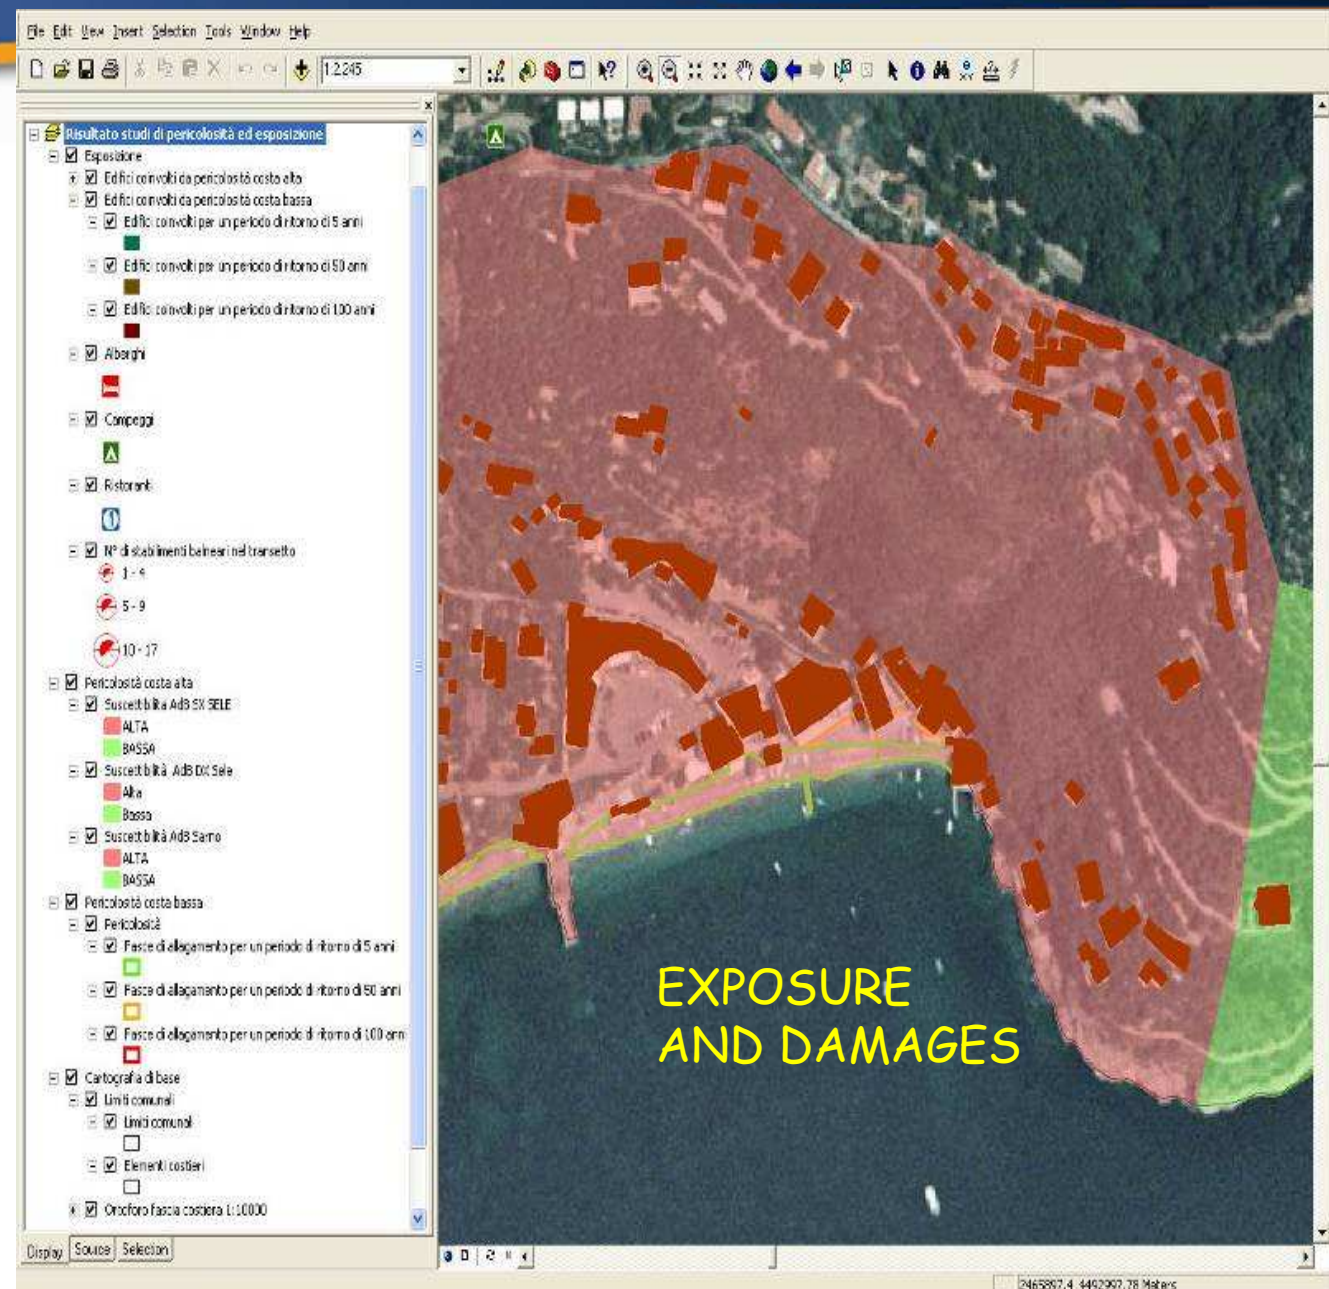 File Edit View Insert Selection Tools Window Help
1:2.245
Risultato studi di pericolosità ed esposizione
Esposizione
Edifici coinvolti da pericolosità costa alta
Edifici coinvolti da pericolosità costa bassa
Edifici coinvolti per un periodo di ritorno di 5 anni
Edifici coinvolti per un periodo di ritorno di 50 anni
Edifici coinvolti per un periodo di ritorno di 100 anni
Alberghi
Campeggi
Ristoranti
N° di stabilimenti balneari nel transetto
1 - 4
5 - 9
10 - 17
Pericolosità costa alta
Suscettibilità AdB SX SELE
ALTA
BASSA
Suscettibilità AdB DX Sele
Alta
Bassa
Suscettibilità AdB Sarno
ALTA
BASSA
Pericolosità costa bassa
Pericolosità
Fasce di allagamento per un periodo di ritorno di 5 anni
Fasce di allagamento per un periodo di ritorno di 50 anni
Fasce di allagamento per un periodo di ritorno di 100 anni
Cartografia di base
Limiti comunali
Limiti comunali
Elementi costieri
Ortofoto fascia costiera 1:10000
Display Source Selection
EXPOSURE
AND DAMAGES
2465897.4 4492997.78 Meters